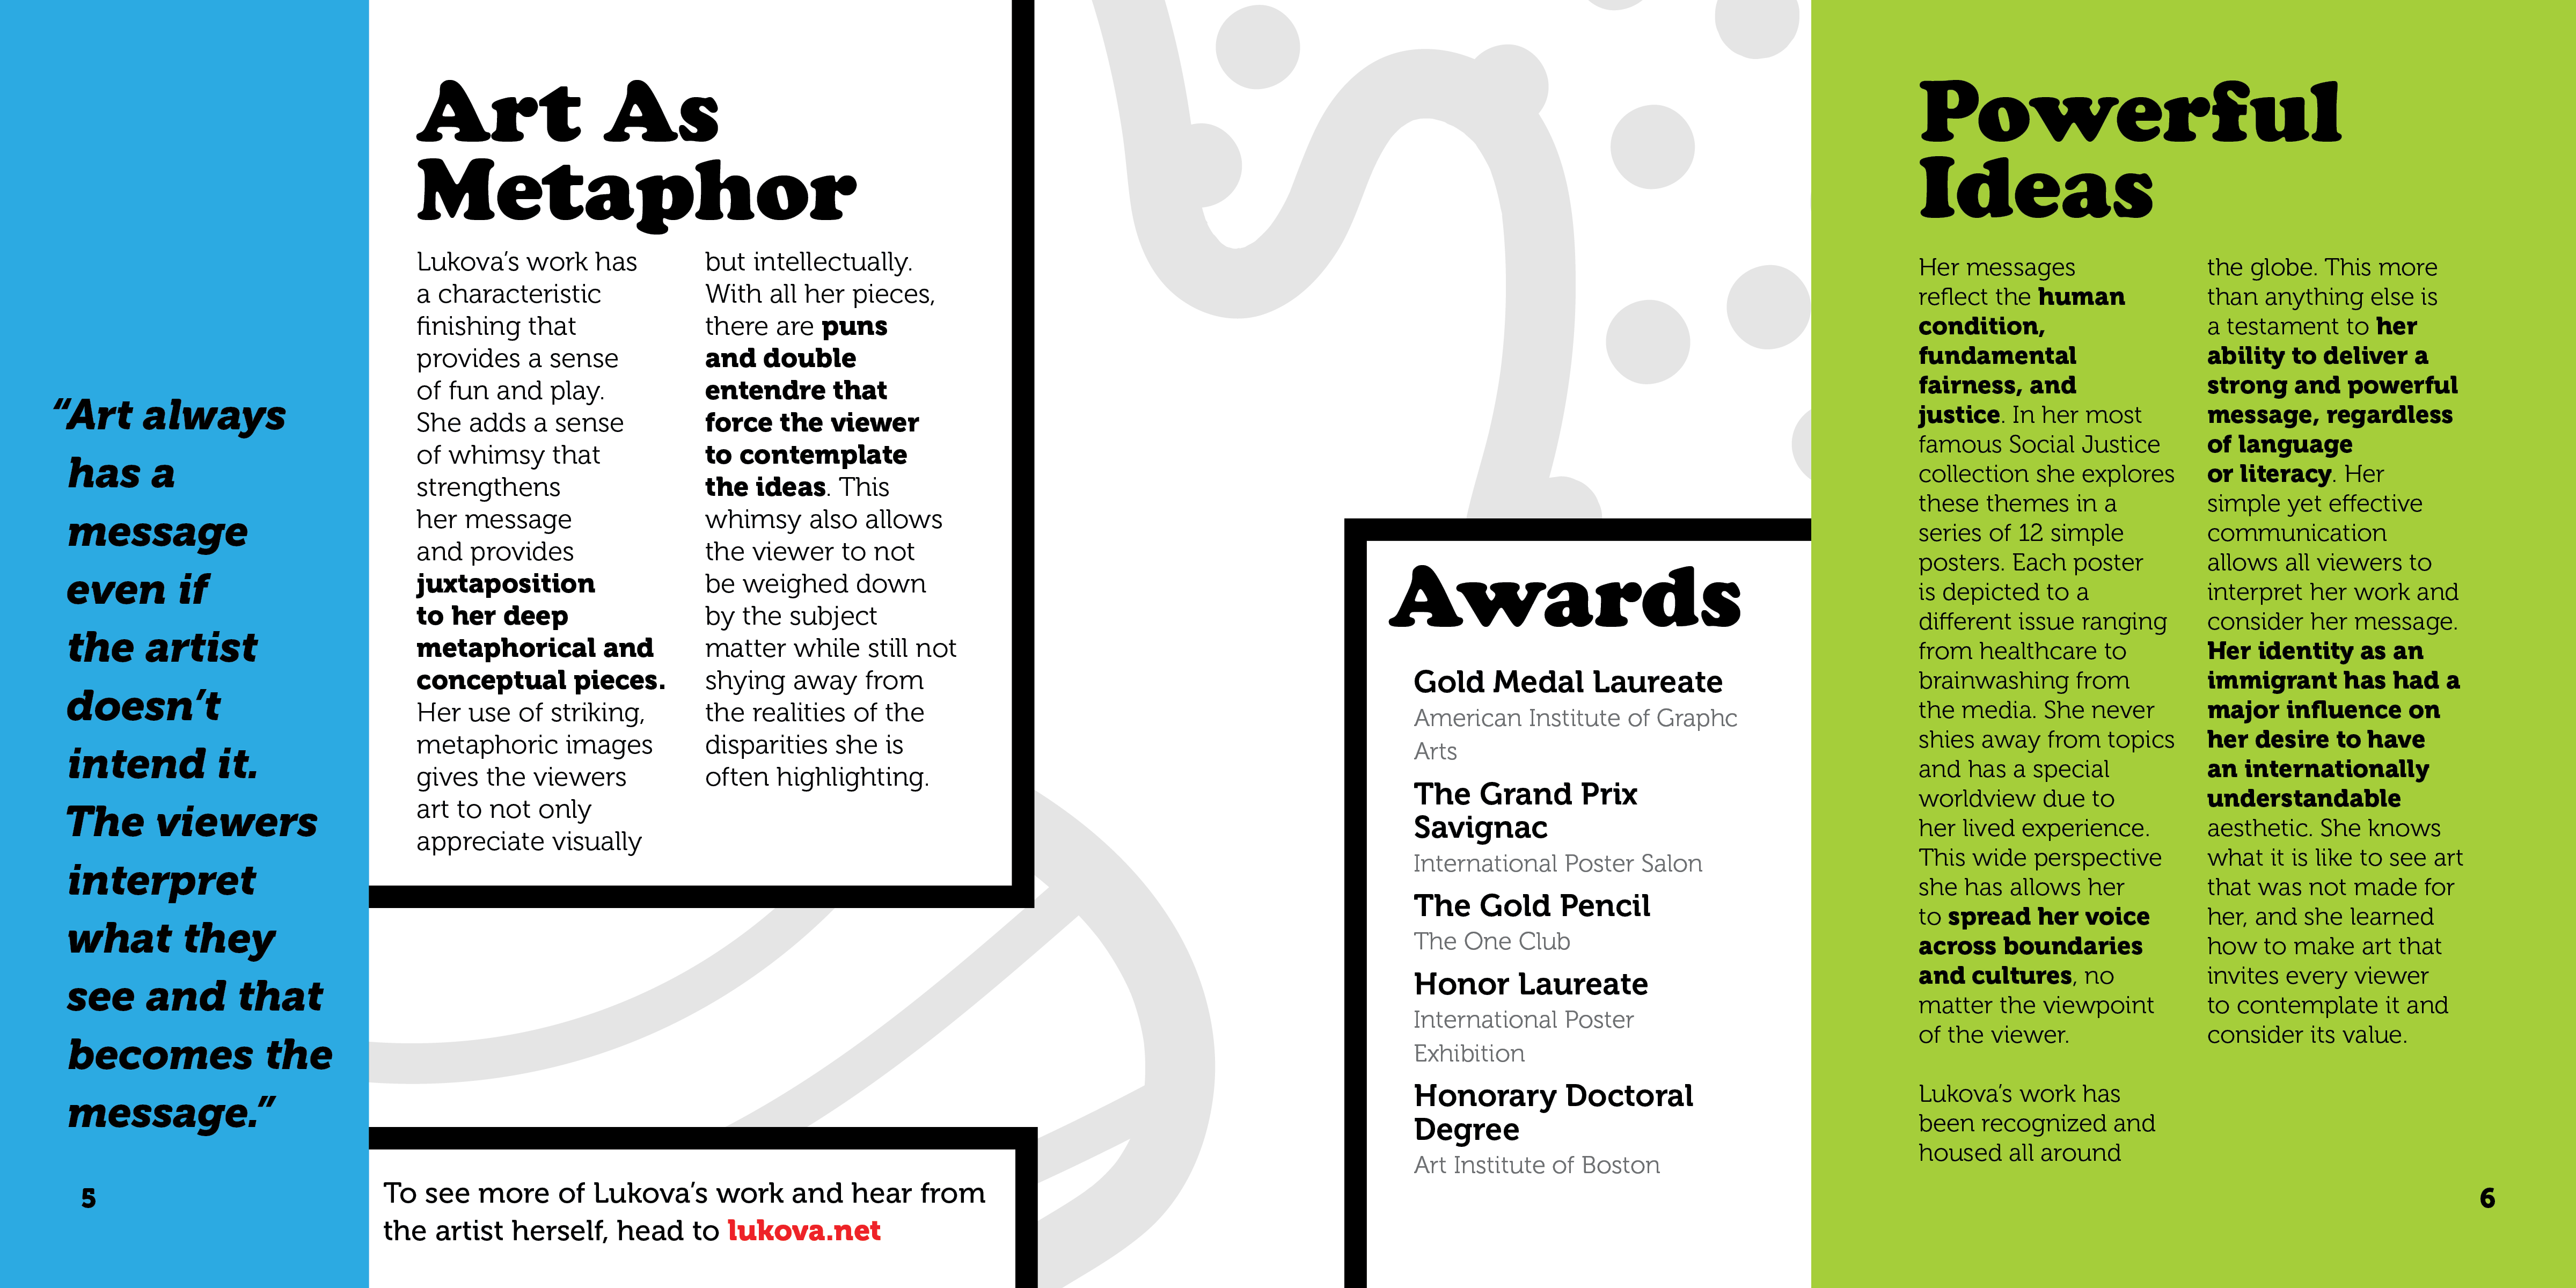 “Art always
has a
message
even if
the artist
doesn’t
intend it.
The viewers
interpret
what they
see and that
becomes the
message.”
5
Art As
Metaphor
Lukova’s work has
a characteristic
finishing that
provides a sense
of fun and play.
She adds a sense
of whimsy that
strengthens
her message
and provides
juxtaposition
to her deep
metaphorical and
conceptual pieces.
Her use of striking,
metaphoric images
gives the viewers
art to not only
appreciate visually
but intellectually.
With all her pieces,
there are puns
and double
entendre that
force the viewer
to contemplate
the ideas. This
whimsy also allows
the viewer to not
be weighed down
by the subject
matter while still not
shying away from
the realities of the
disparities she is
often highlighting.
To see more of Lukova’s work and hear from
the artist herself, head to lukova.net
Awards
Gold Medal Laureate
American Institute of Graphc
Arts
The Grand Prix
Savignac
International Poster Salon
The Gold Pencil
The One Club
Honor Laureate
International Poster
Exhibition
Honorary Doctoral
Degree
Art Institute of Boston
Powerful
Ideas
Her messages
reflect the human
condition,
fundamental
fairness, and
justice. In her most
famous Social Justice
collection she explores
these themes in a
series of 12 simple
posters. Each poster
is depicted to a
different issue ranging
from healthcare to
brainwashing from
the media. She never
shies away from topics
and has a special
worldview due to
her lived experience.
This wide perspective
she has allows her
to spread her voice
across boundaries
and cultures, no
matter the viewpoint
of the viewer.
Lukova’s work has
been recognized and
housed all around
the globe. This more
than anything else is
a testament to her
ability to deliver a
strong and powerful
message, regardless
of language
or literacy. Her
simple yet effective
communication
allows all viewers to
interpret her work and
consider her message.
Her identity as an
immigrant has had a
major influence on
her desire to have
an internationally
understandable
aesthetic. She knows
what it is like to see art
that was not made for
her, and she learned
how to make art that
invites every viewer
to contemplate it and
consider its value.
6